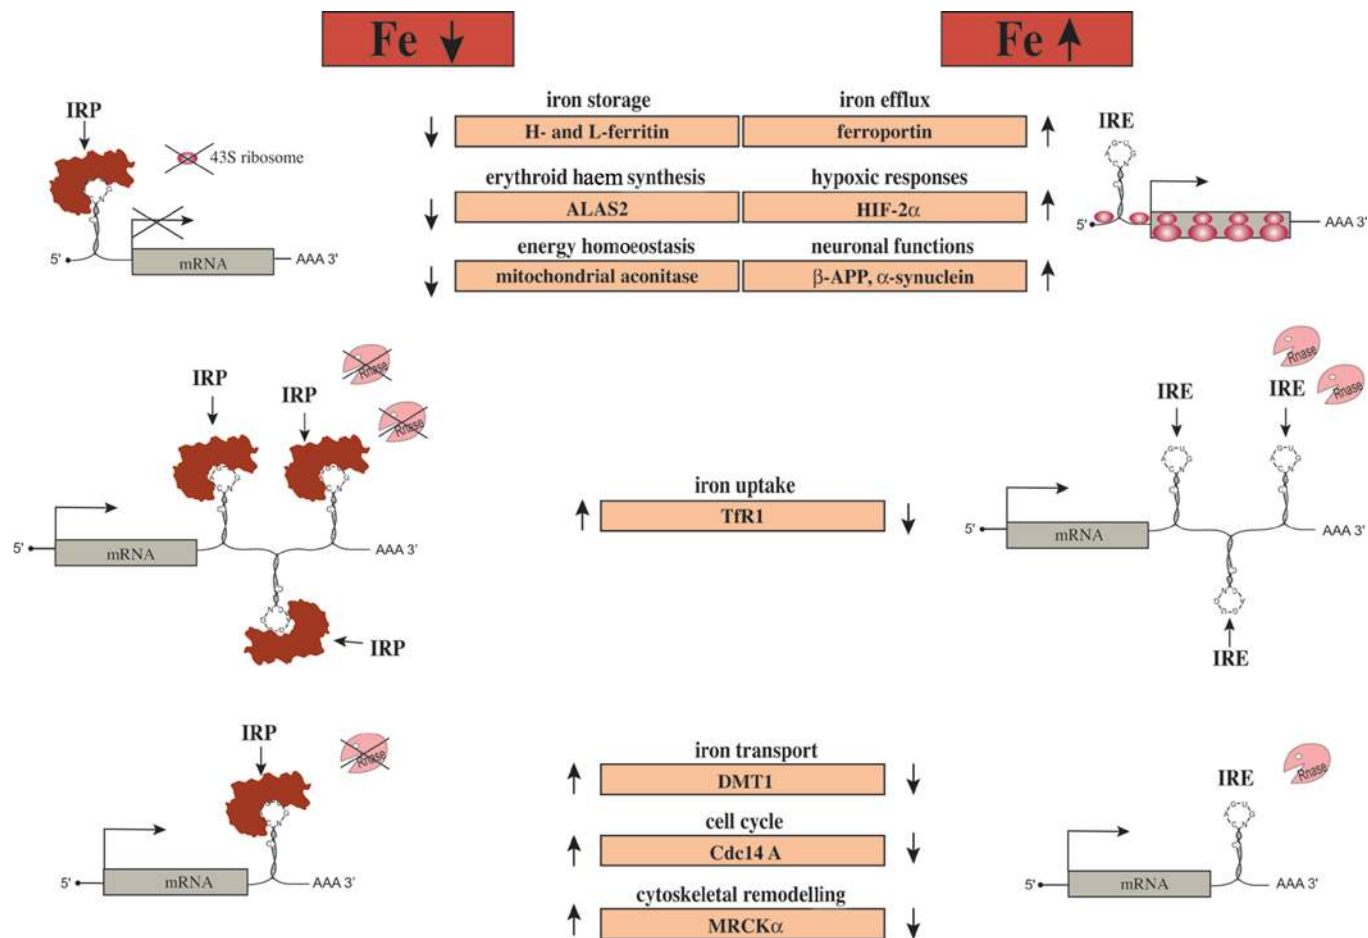 Fe
Fe
iron storage
iron efflux
IRP
H- and L-ferritin
ferroportin
IRE
43S ribosome
erythroid haem synthesis
hypoxic responses
ALAS2
HIF-2α
AAA 3'
energy homoeostasis
neuronal functions
5'
mRNA
AAA 3'
mitochondrial aconitase
β-APP, α-synuclein
5'
Rnase
Rnase
IRP
IRP
Rnase
Rnase
IRE
IRE
iron uptake
TfR1
5'
mRNA
AAA 3'
5'
mRNA
AAA 3'
IRP
IRE
IRP
Rnase
iron transport
DMT1
IRE
Rnase
cell cycle
Cdc14 A
5'
mRNA
AAA 3'
5'
mRNA
AAA 3'
cytoskeletal remodelling
MRCKα